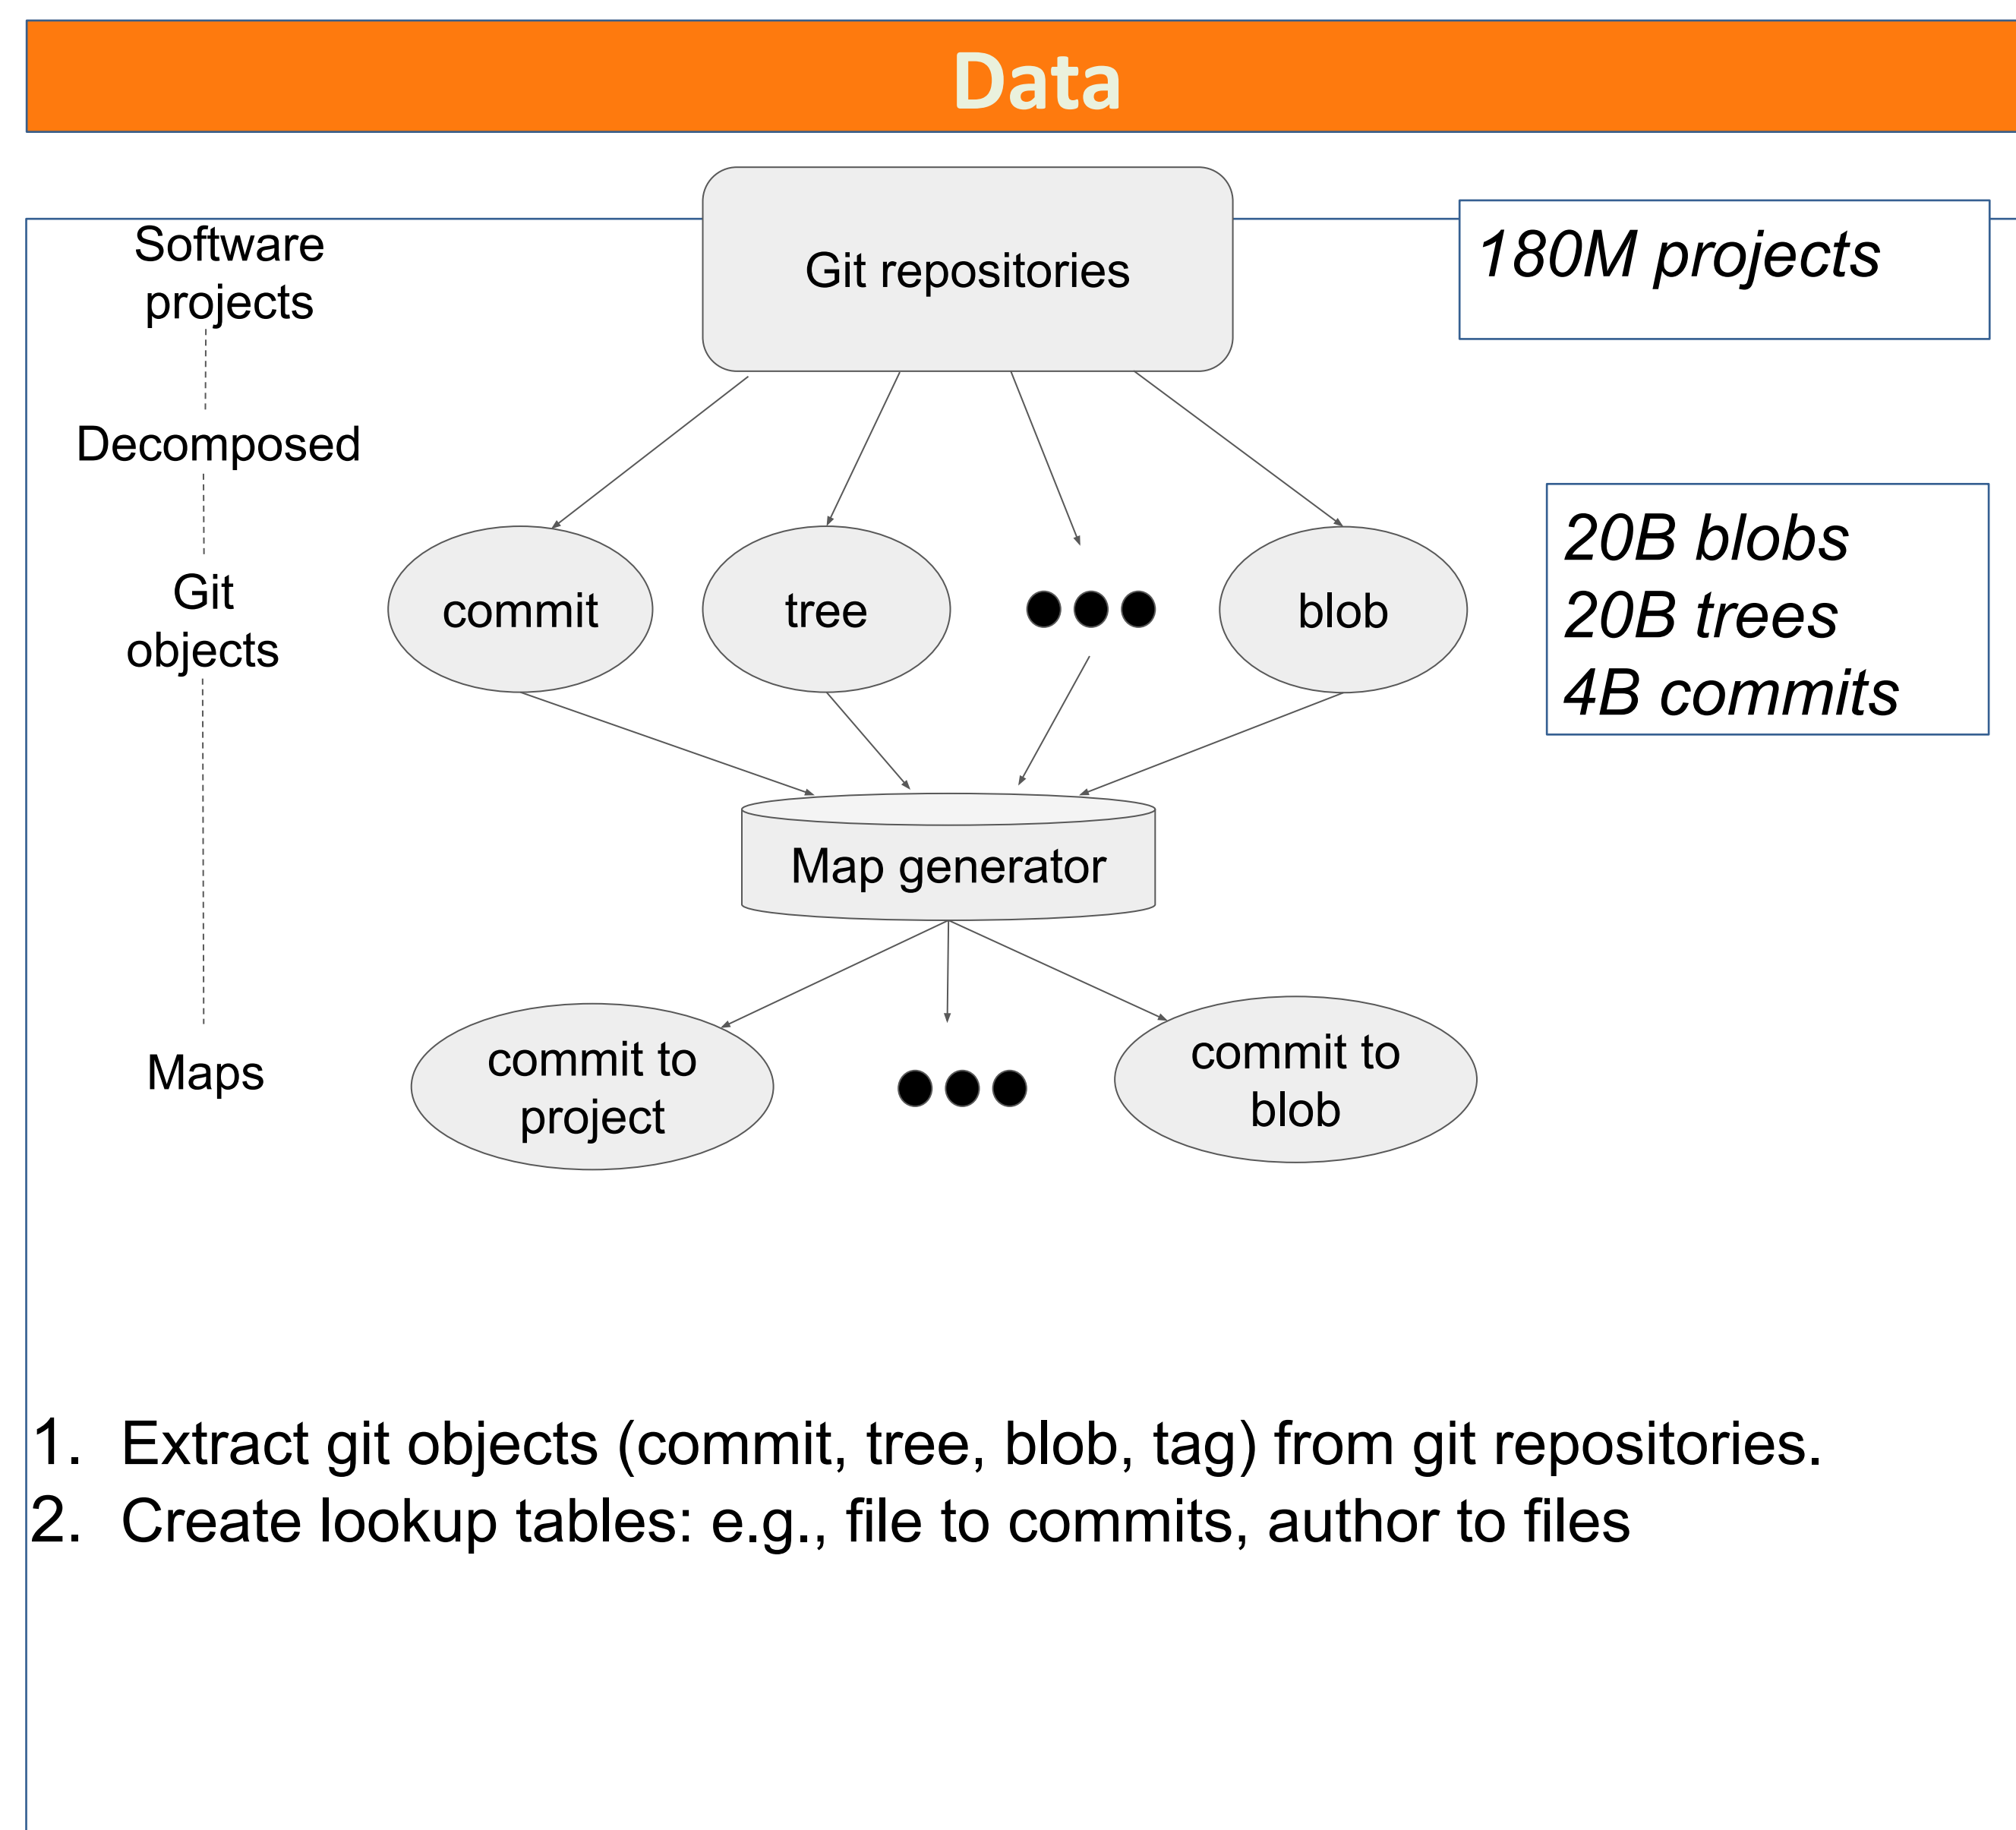 Data
Software
projects
Git repositories
180M projects
Decomposed
Git
objects
commit
tree
blob
20B blobs
20B trees
4B commits
Map generator
Maps
commit to
project
commit to
blob
1. Extract git objects (commit, tree, blob, tag) from git repositories.
2. Create lookup tables: e.g., file to commits, author to files